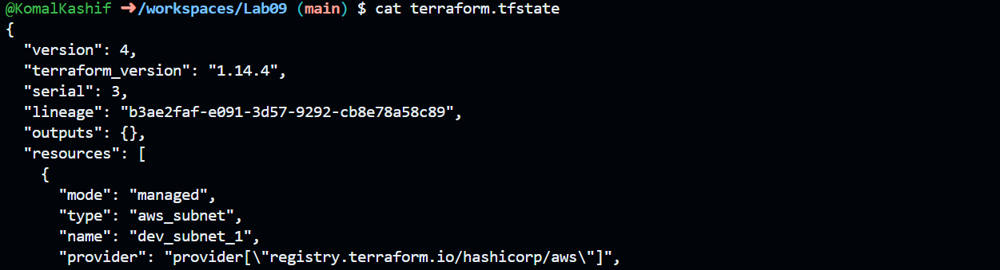 @KomalKashif ➜/workspaces/Lab09 (main) $ cat terraform.tfstate
{
  "version": 4,
  "terraform_version": "1.14.4",
  "serial": 3,
  "lineage": "b3ae2faf-e091-3d57-9292-cb8e78a58c89",
  "outputs": {},
  "resources": [
    {
      "mode": "managed",
      "type": "aws_subnet",
      "name": "dev_subnet_1",
      "provider": "provider[\"registry.terraform.io/hashicorp/aws\"]",